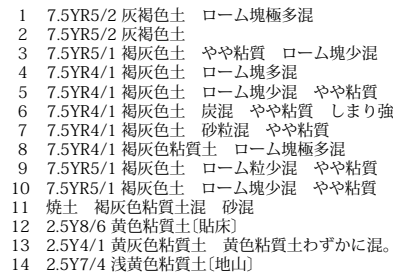 1 7.5YR5/2 灰褐色土　ローム塊極多混
2 7.5YR5/2 灰褐色土
3 7.5YR5/1 褐灰色土　やや粘質　ローム塊少混
4 7.5YR4/1 褐灰色土　ローム塊多混
5 7.5YR4/1 褐灰色土　ローム塊少混　やや粘質
6 7.5YR4/1 褐灰色土　炭混　やや粘質　しまり強
7 7.5YR4/1 褐灰色土　砂粒混　やや粘質
8 7.5YR4/1 褐灰色粘質土　ローム塊極多混
9 7.5YR5/1 褐灰色土　ローム粒少混　やや粘質
10 7.5YR5/1 褐灰色土　ローム塊少混　やや粘質
11 焼土　褐灰色粘質土混　砂混
12 2.5Y8/6 黄色粘質土〔貼床〕
13 2.5Y4/1 黄灰色粘質土　黄色粘質土わずかに混。
14 2.5Y7/4 浅黄色粘質土〔地山〕